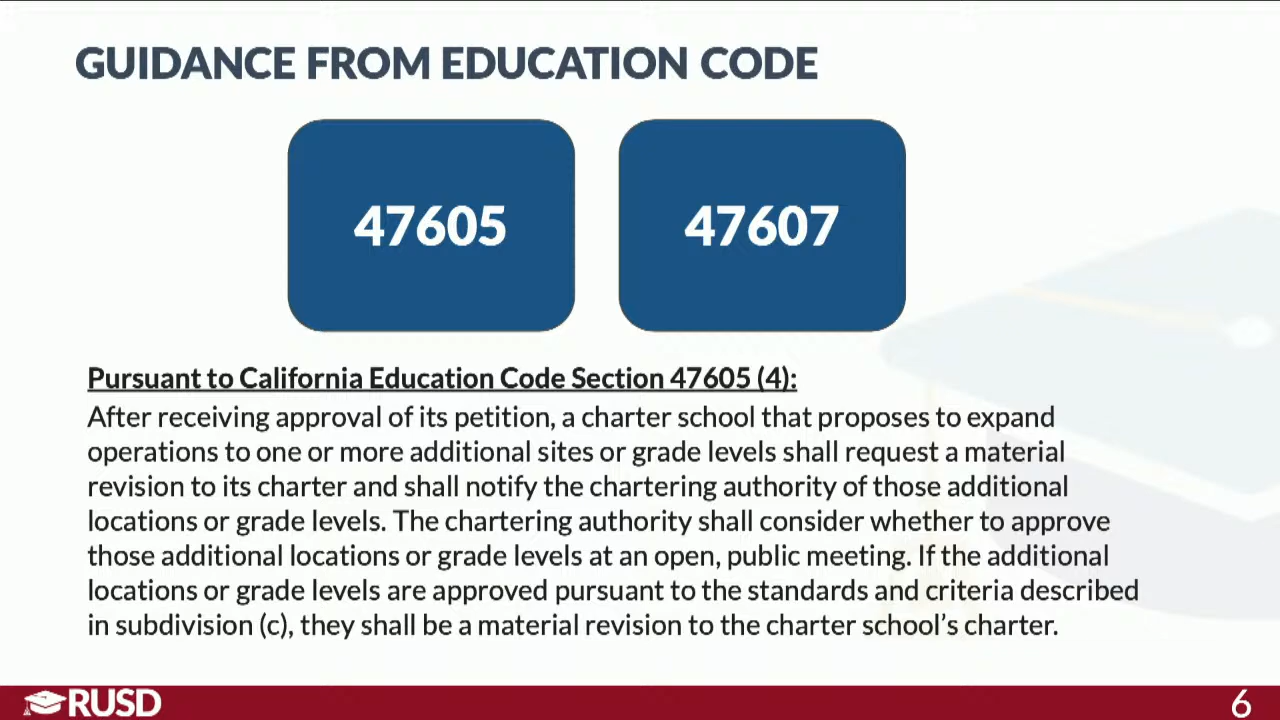 GUIDANCE FROM EDUCATION CODE
47605
47607
Pursuant to California Education Code Section 47605 (4):
After receiving approval of its petition, a charter school that proposes to expand
operations to one or more additional sites or grade levels shall request a material
revision to its charter and shall notify the chartering authority of those additional
locations or grade levels. The chartering authority shall consider whether to approve
those additional locations or grade levels at an open, public meeting. If the additional
locations or grade levels are approved pursuant to the standards and criteria described
in subdivision (c), they shall be a material revision to the charter school’s charter.
RUSD
6